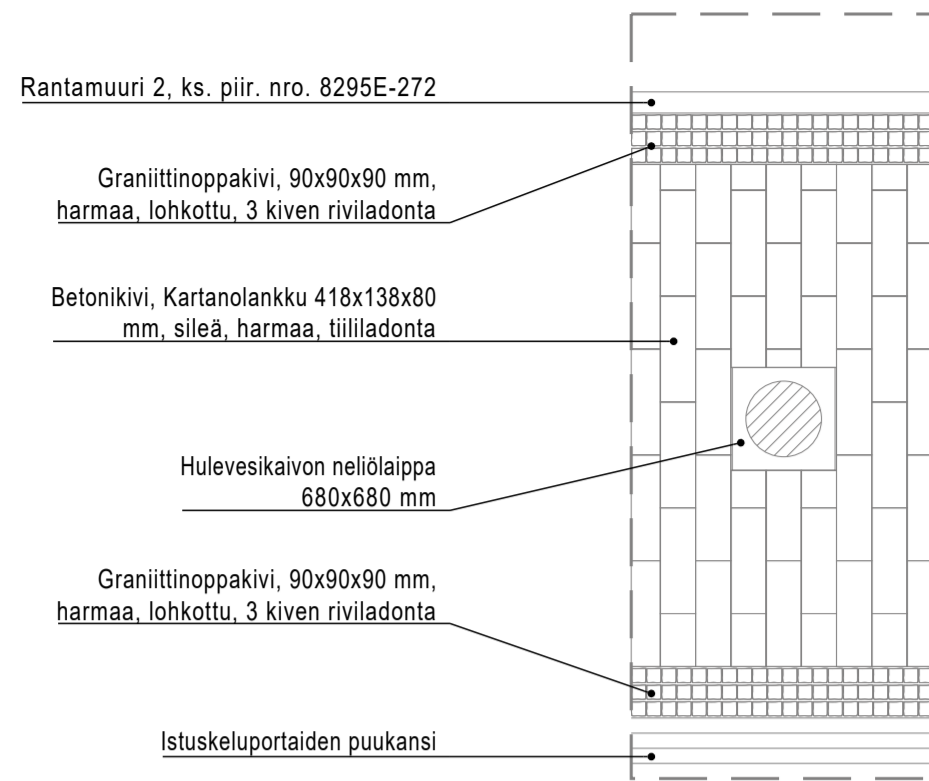 Rantamuuri 2, ks. piir. nro. 8295E-272
Graniittinoppakivi, 90x90x90 mm,
harmaa, lohkottu, 3 kiven riviladonta
Betonikivi, Kartanolankku 418x138x80
mm, sileä, harmaa, tiililadonta
Hulevesikaivon neliölaippa
680x680 mm
Graniittinoppakivi, 90x90x90 mm,
harmaa, lohkottu, 3 kiven riviladonta
Istuskeluportaiden puukansi